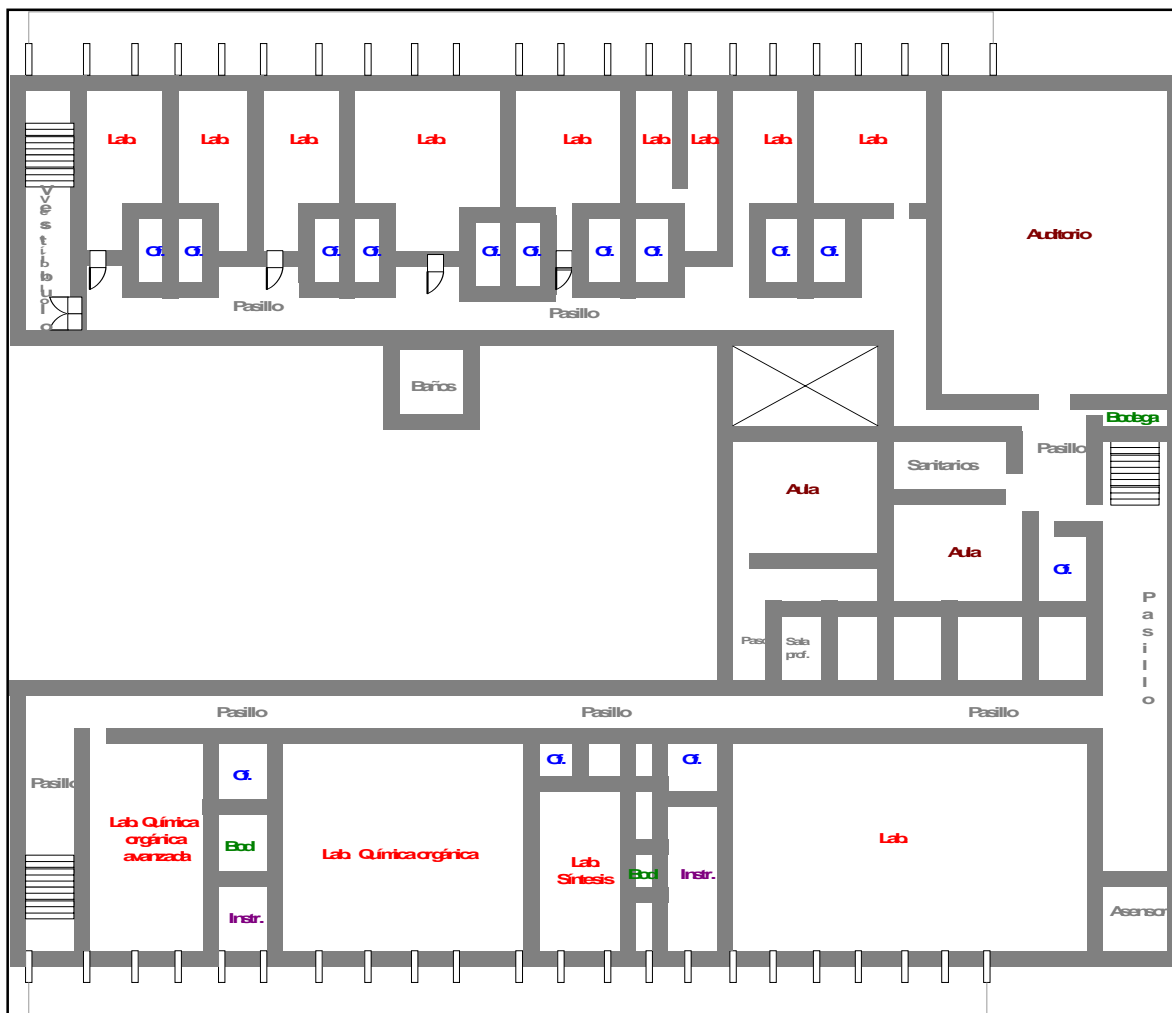 Lab.
Lab.
Lab.
Lab.
Lab.
Lab.
Lab.
Lab.
Lab.
Auditorio
Vestíbulo
Of.
Of.
Of.
Of.
Of.
Of.
Of.
Of.
Of.
Of.
Pasillo
Pasillo
Baños
Bodega
Pasillo
Sanitarios
Aula
Aula
Of.
Pasillo
Paso
Sala
prof.
Pasillo
Pasillo
Pasillo
Pasillo
Of.
Of.
Of.
Lab. Química
orgánica
avanzada
Bod
Lab. Química orgánica
Lab.
Síntesis
Bod
Instr.
Lab.
Instr.
Asensor